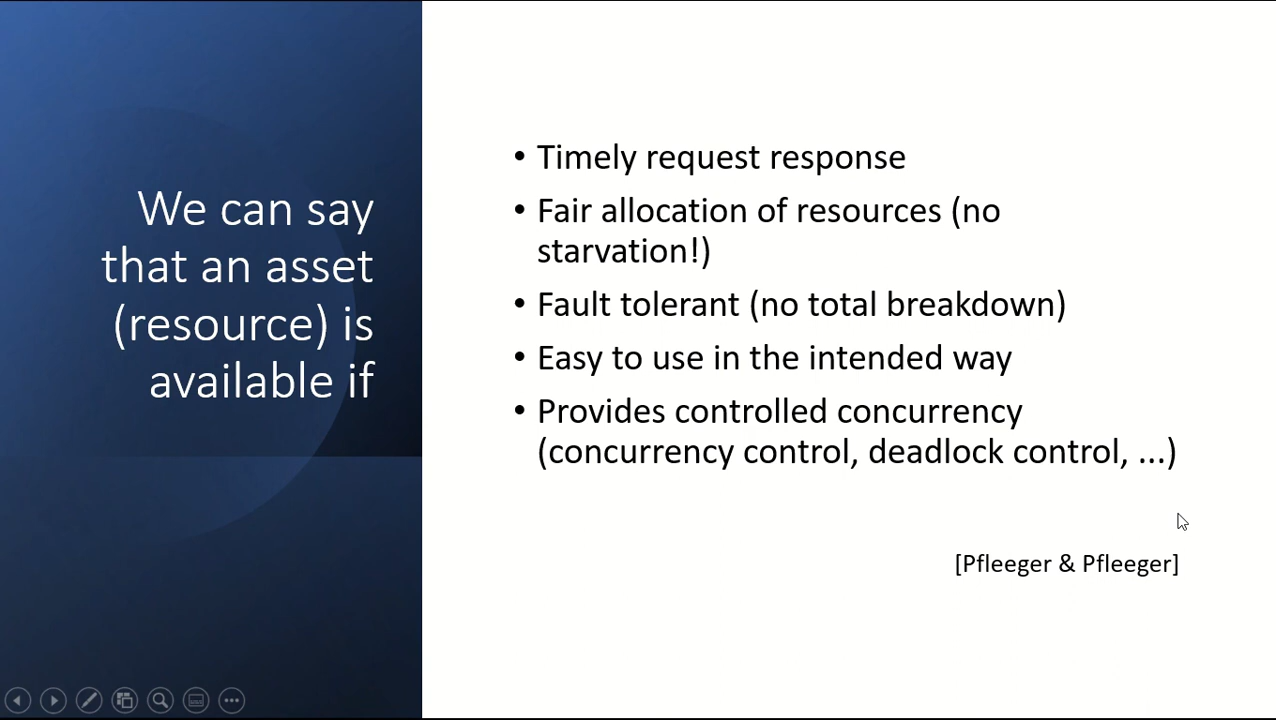 We can say
that an asset
(resource) is
available if
• Timely request response
• Fair allocation of resources (no
starvation!)
• Fault tolerant (no total breakdown)
• Easy to use in the intended way
• Provides controlled concurrency
(concurrency control, deadlock control, ...)
[Pfleeger & Pfleeger]